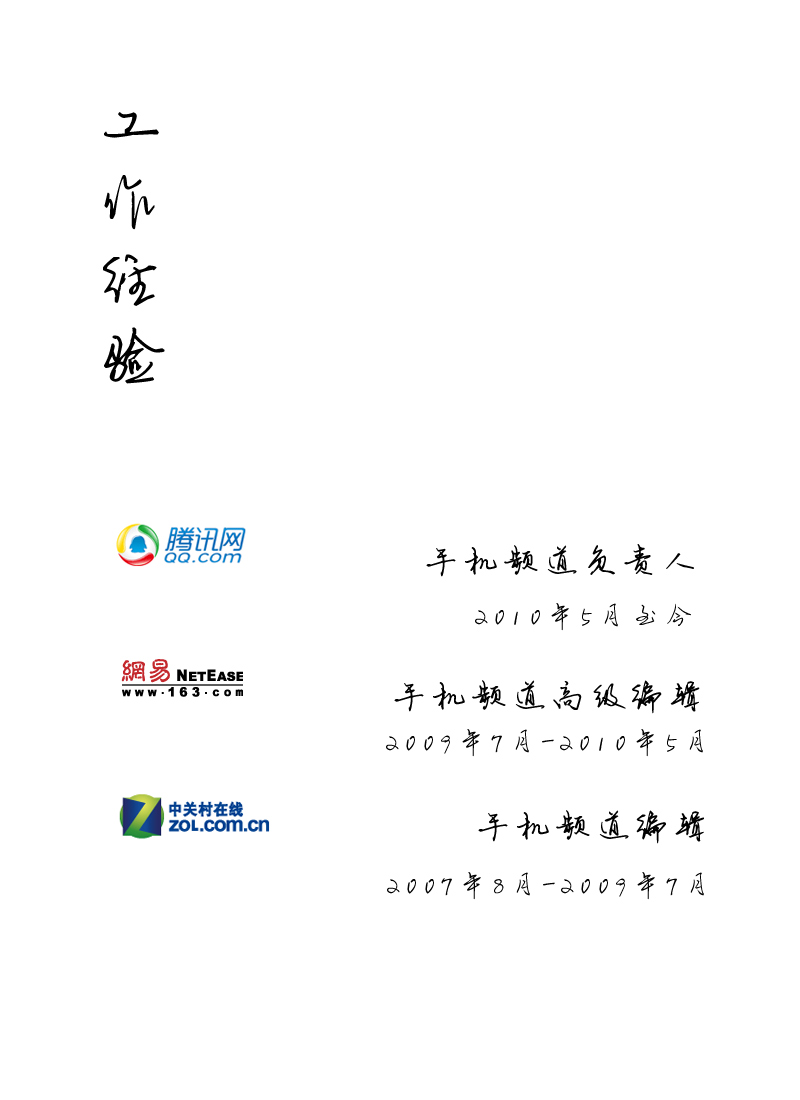 工作经验
腾讯网
QQ.com
手机频道负责人
2010年5月至今
網易 NETEASE
www.163.com
手机频道高级编辑
2009年7月-2010年5月
中关村在线
ZOL.COM.CN
手机频道编辑
2007年8月-2009年7月